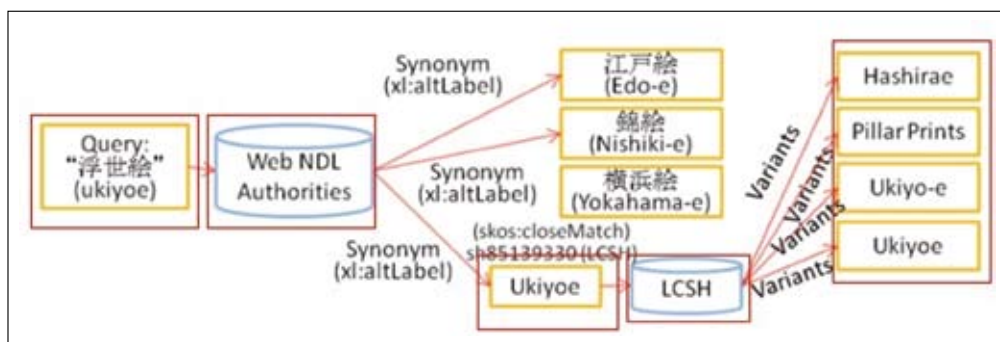 Query:
“浮世絵”
(ukiyoe)
Web NDL
Authorities
Synonym
(xl:altLabel)
江戸絵
(Edo-e)
錦絵
(Nishiki-e)
Synonym
(xl:altLabel)
横浜絵
(Yokahama-e)
Synonym
(xl:altLabel)
(skos:closeMatch)
sh85139330 (LCSH)
Ukiyoe
LCSH
Variants
Variants
Variants
Variants
Hashirae
Pillar Prints
Ukiyo-e
Ukiyoe